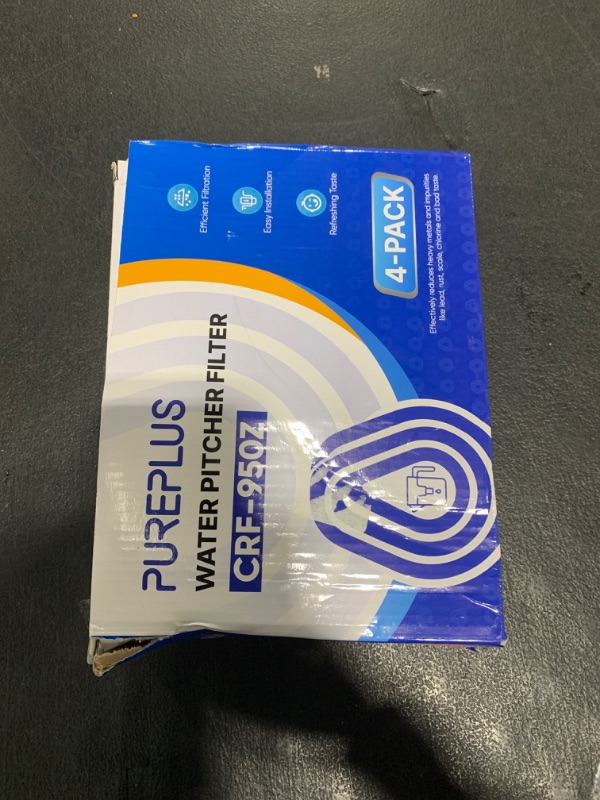 PUREPLUS
WATER PITCHER FILTER
CRF-950Z
Efficient Filtration
Easy Installation
Refreshing Taste
4-PACK
Effectively reduces heavy metals and impurities
like lead, rust, scale, chlorine and bad taste.